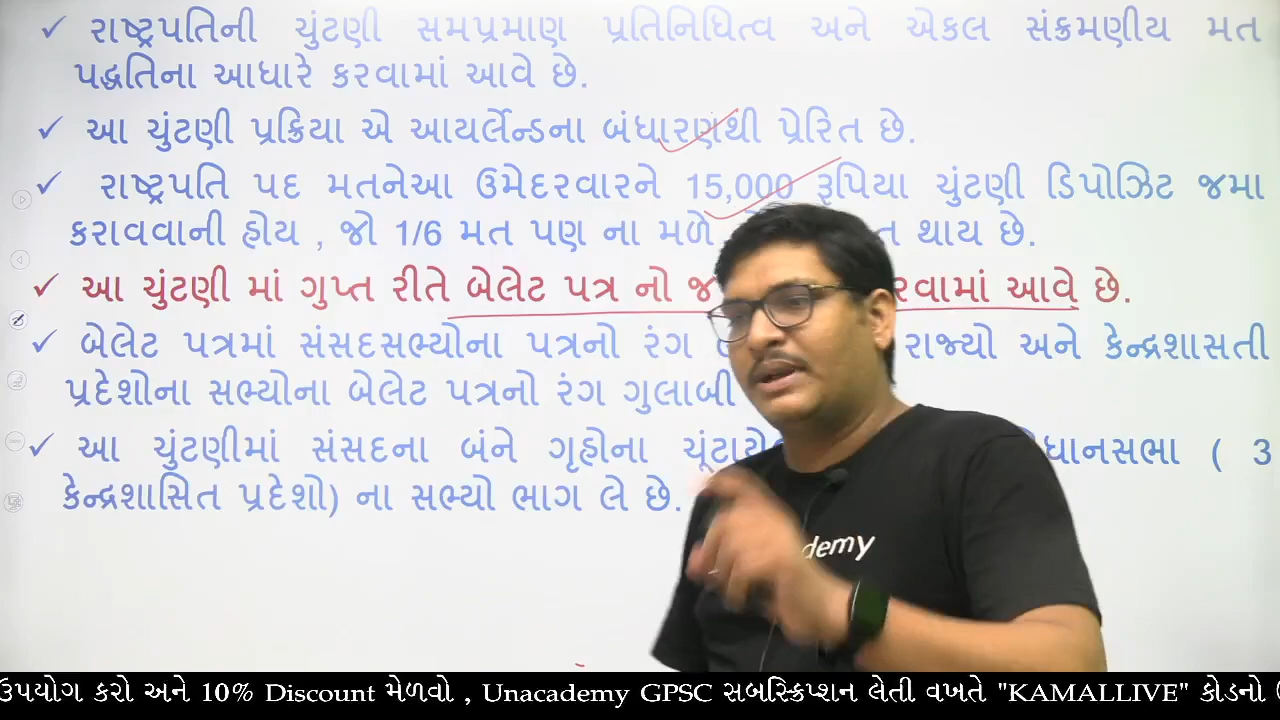 ✓ રાષ્ટ્રપતિની ચુંટણી સમપ્રમાણ પ્રતિનિધિત્વ અને એકલ સંક્રમણીય મત
પદ્ધતિના આધારે કરવામાં આવે છે.
✓ આ ચુંટણી પ્રક્રિયા એ આયર્લેન્ડના બંધારણથી પ્રેરિત છે.
✓ રાષ્ટ્રપતિ પદ મતનેઆ ઉમેદરવારને 15,000 રૂપિયા ચુંટણી ડિપોઝિટ જમા
કરાવવાની હોય , જો 1/6 મત પણ ના મળે થાય છે.
✓ આ ચુંટણી માં ગુપ્ત રીતે બેલેટ પત્ર નો આવે છે.
✓ બેલેટ પત્રમાં સંસદસભ્યોના પત્રનો રંગ રાજ્યો અને કેન્દ્રશાસતી
પ્રદેશોના સભ્યોના બેલેટ પત્રનો રંગ ગુલાબી
✓ આ ચુંટણીમાં સંસદના બંને ગૃહોના ( 3
કેન્દ્રશાસિત પ્રદેશો) ના સભ્યો ભાગ લે છે.
demy
ઉપયોગ કરો અને 10% Discount મેળવો , Unacademy GPSC સબસ્ક્રિપ્શન લેતી વખતે "KAMALLIVE" કોડનો